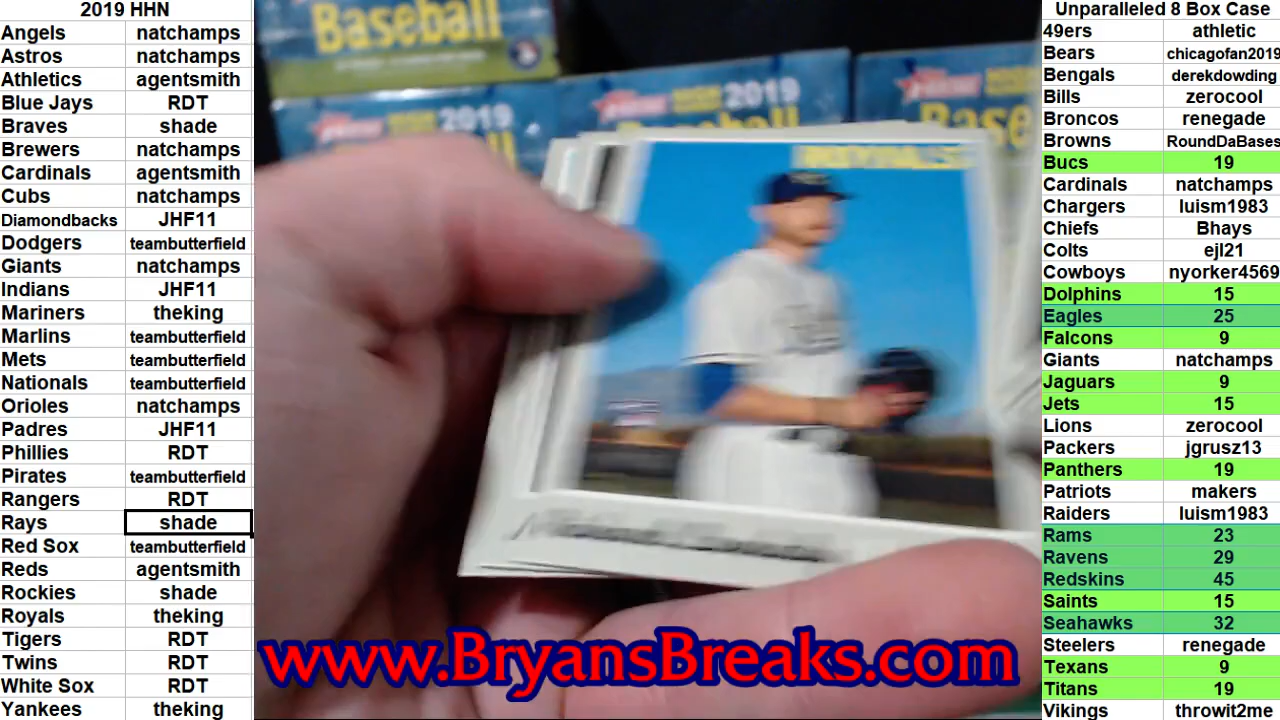 2019 HHN
Angels natchamps
Astros natchamps
Athletics agentsmith
Blue Jays RDT
Braves shade
Brewers natchamps
Cardinals agentsmith
Cubs natchamps
Diamondbacks JHF11
Dodgers teambutterfield
Giants natchamps
Indians JHF11
Mariners theking
Marlins teambutterfield
Mets teambutterfield
Nationals teambutterfield
Orioles natchamps
Padres JHF11
Phillies RDT
Pirates teambutterfield
Rangers RDT
Rays shade
Red Sox teambutterfield
Reds agentsmith
Rockies shade
Royals theking
Tigers RDT
Twins RDT
White Sox RDT
Yankees theking
Baseball
2019
2019
Baseball
www.BryansBreaks.com
Unparalleled 8 Box Case
49ers athletic
Bears chicagofan2019
Bengals derekdowding
Bills zerocool
Broncos renegade
Browns RoundDaBases
Bucs 19
Cardinals natchamps
Chargers luism1983
Chiefs Bhays
Colts ejl21
Cowboys nyorker4569
Dolphins 15
Eagles 25
Falcons 9
Giants natchamps
Jaguars 9
Jets 15
Lions zerocool
Packers jgrusz13
Panthers 19
Patriots makers
Raiders luism1983
Rams 23
Ravens 29
Redskins 45
Saints 15
Seahawks 32
Steelers renegade
Texans 9
Titans 19
Vikings throwit2me